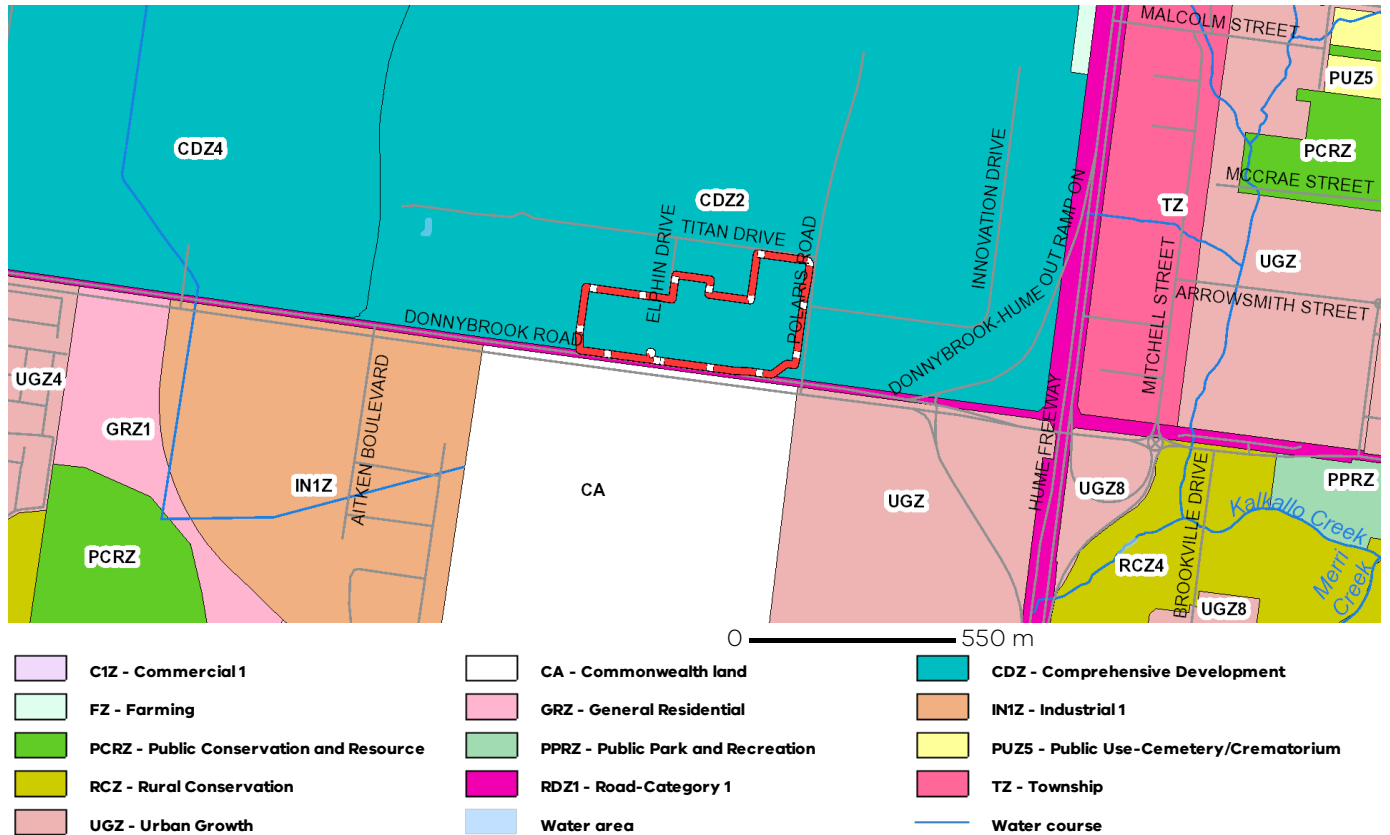 MALCOLM STREET
PUZ5
CDZ4
PCRZ
MCCRAE STREET
CDZ2
TZ
INNOVATION DRIVE
DONNYBROOK-HUME OUT RAMP ON
ELPHIN DRIVE
TITAN DRIVE
POLARIS ROAD
UGZ
MITCHELL STREET
ARROWSMITH STREET
DONNYBROOK ROAD
UGZ4
AITKEN BOULEVARD
GRZ1
HUME FREEWAY
IN1Z
CA
UGZ
UGZ8
BROOKVILLE DRIVE
PPRZ
Kalkallo Creek
PCRZ
RCZ4
Merri
Creek
UGZ8
0 550 m
C1Z - Commercial 1
CA - Commonwealth land
CDZ - Comprehensive Development
FZ - Farming
GRZ - General Residential
IN1Z - Industrial 1
PCRZ - Public Conservation and Resource
PPRZ - Public Park and Recreation
PUZ5 - Public Use-Cemetery/Crematorium
RCZ - Rural Conservation
RDZ1 - Road-Category 1
TZ - Township
UGZ - Urban Growth
Water area
Water course